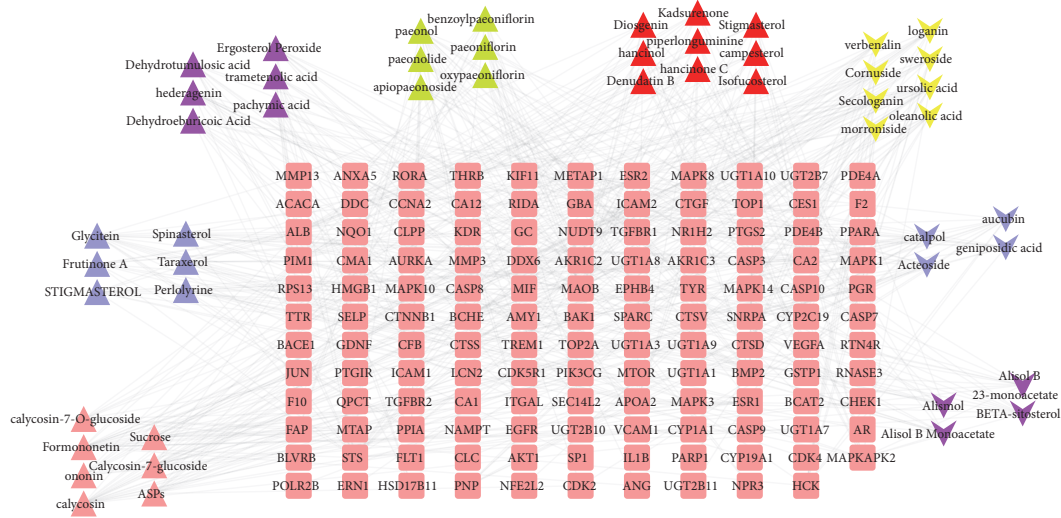 Ergosterol Peroxide
Dehydrotumulosic acid
trametenolic acid
hederagenin
pachymic acid
Dehydroeburicoic Acid
benzoylpaeoniflorin
paeonol
paeoniflorin
paeonolide
oxypaeoniflorin
apiopaeonoside
Kadsurenone
Diosgenin
Stigmasterol
piperlonguminine
hancinol
campesterol
hancinone C
Denudatin B
Isofucosterol
loganin
verbenalin
sweroside
Cornuside
ursolic acid
Secologanin
oleanolic acid
morroniside
MMP13 ANXA5 RORA THRB KIF11 METAP1 ESR2 MAPK8 UGT1A10 UGT2B7 PDE4A
ACACA DDC CCNA2 CA12 RIDA GBA ICAM2 CTGF TOP1 CES1 F2
ALB NQO1 CLPP KDR GC NUDT9 TGFBR1 NR1H2 PTGS2 PDE4B PPARA
PIM1 CMA1 AURKA MMP3 DDX6 AKR1C2 UGT1A8 AKR1C3 CASP3 CA2 MAPK1
RPS13 HMGB1 MAPK10 CASP8 MIF MAOB EPHB4 TYR MAPK14 CASP10 PGR
TTR SELP CTNNB1 BCHE AMY1 BAK1 SPARC CTSV SNRPA CYP2C19 CASP7
BACE1 GDNF CFB CTSS TREM1 TOP2A UGT1A3 UGT1A9 CTSD VEGFA RTN4R
JUN PTGIR ICAM1 LCN2 CDK5R1 PIK3CG MTOR UGT1A1 BMP2 GSTP1 RNASE3
F10 QPCT TGFBR2 CA1 ITGAL SEC14L2 APOA2 MAPK3 ESR1 BCAT2 CHEK1
FAP MTAP PPIA NAMPT EGFR UGT2B10 VCAM1 CYP1A1 CASP9 UGT1A7 AR
BLVRB STS FLT1 CLC AKT1 SP1 IL1B PARP1 CYP19A1 CDK4 MAPKAPK2
POLR2B ERN1 HSD17B11 PNP NFE2L2 CDK2 ANG UGT2B11 NPR3 HCK
Glycitein
Spinasterol
Frutinone A
Taraxerol
STIGMASTEROL
Perlolyrine
aucubin
catalpol
geniposidic acid
Acteoside
calycosin-7-O-glucoside
Sucrose
Formononetin
Calycosin-7-glucoside
ononin
ASPs
calycosin
Alisol B
23-monoacetate
Alismol
BETA-sitosterol
Alisol B Monoacetate